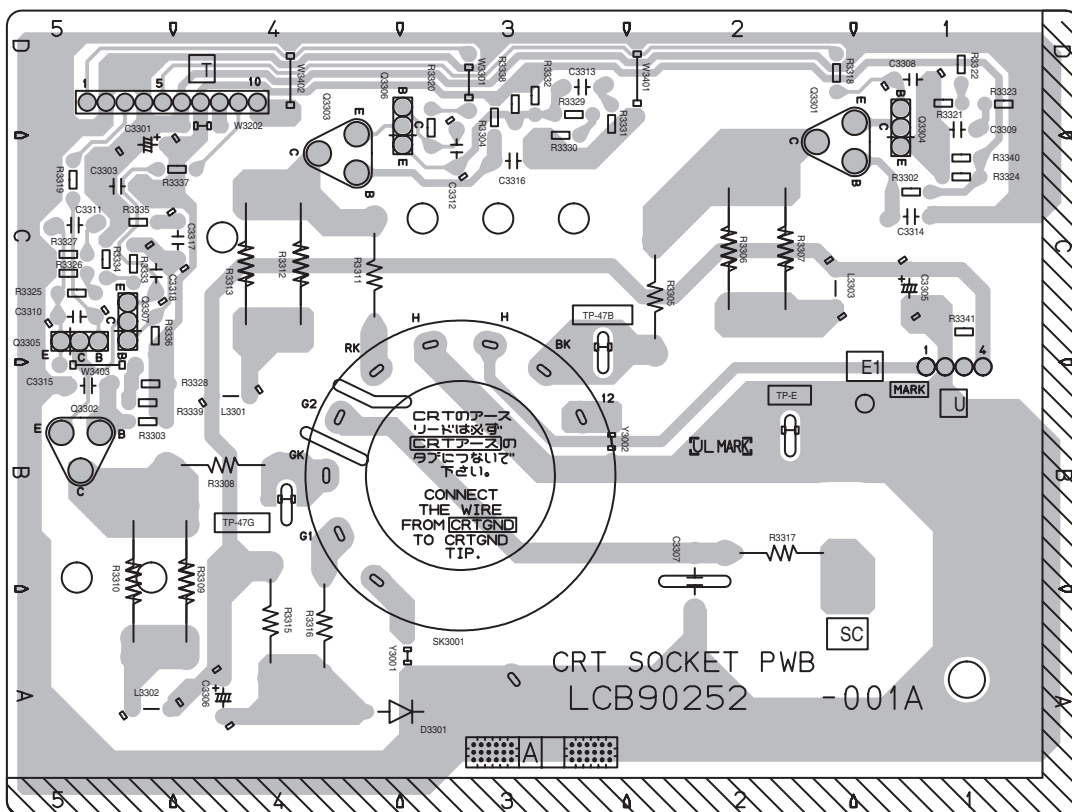 5 4 3 2 1
D D
1 5 T 10
W3402
Q3303
R3320
Q3306
W3301
R3338
R3332
C3313
W3401
R3318
C3308
R3322
Q3301
R3323
R3321
Q3304
C3309
B
C
E
E
C
B
B
C
E
E
C
B
C3301 +
W3202
R3329
R3331
R3304
R3330
R3340
R3319
C3303
R3337
C3316
R3302
R3324
C3312
C3311
R3335
C3317
C3314
C C
R3327
R3326
R3334
R3333
C3318
R3313
R3312
R3311
R3305
R3306
R3307
L3303
C3305 +
R3325
E
C
B
Q3307
C3310
R3336
R3341
Q3305
E C B
W3403
C3315
TP-47B
H H
RK BK
E1
1 4
MARK
U
Q3302
R3328
R3339
R3303
L3301
G2
12
TP-E
E B
C
Y3002
UL MARK
GK
CRTのアース
リードは必ず
CRTアースの
タブにつないで
下さい。
CONNECT
THE WIRE
FROM CRTGND
TO CRTGND
TIP.
B B
R3308
TP-47G
G1
R3317
C3307
R3310
R3309
R3315
R3316
SK3001
Y3001
SC
CRT SOCKET PWB
LCB90252 -001A
A A
L3302
C3306 +
D3301
A
5 4 3 2 1